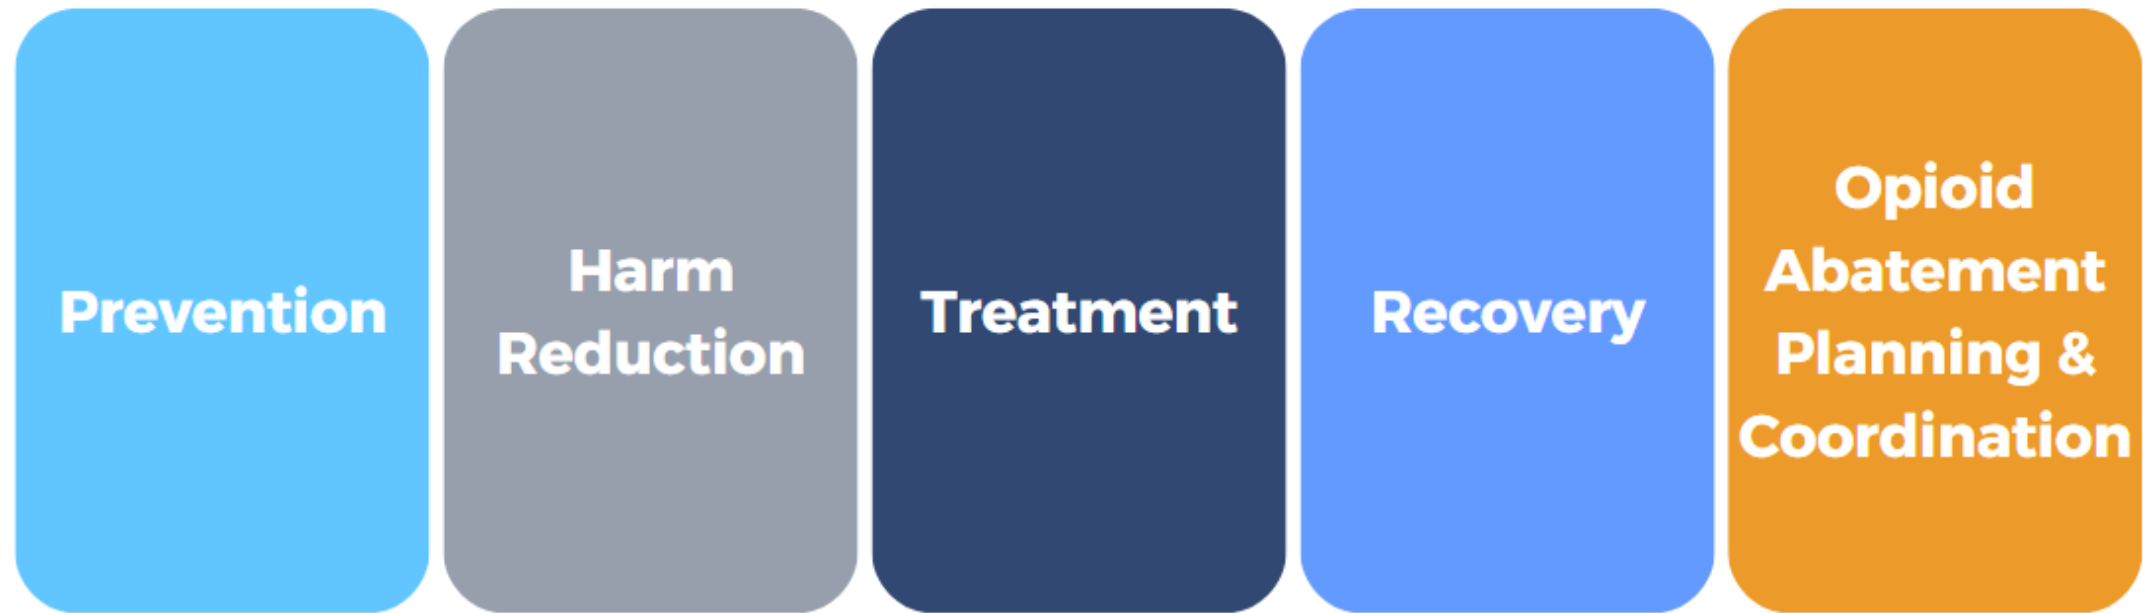 Prevention
Harm
Reduction
Treatment
Recovery
Opioid
Abatement
Planning &
Coordination